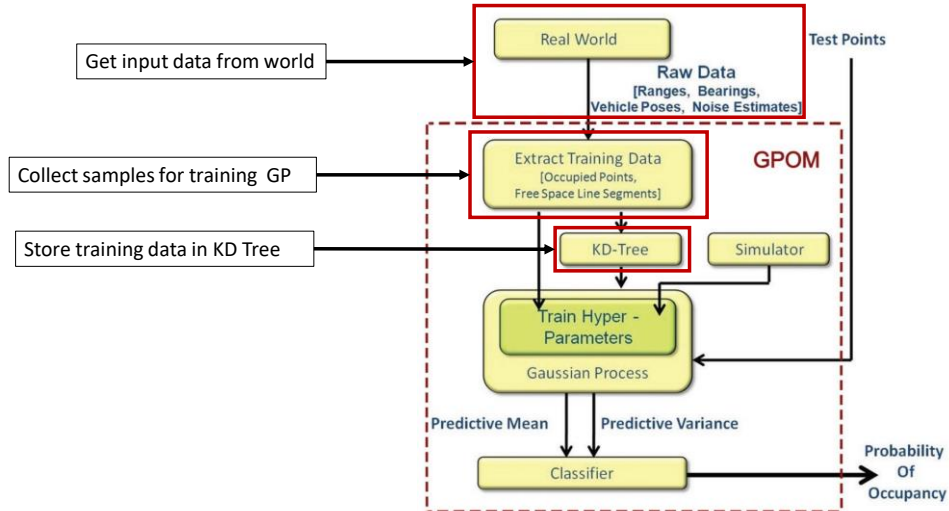 Real World
Test Points
Get input data from world
Raw Data
[Ranges, Bearings,
Vehicle Poses, Noise Estimates]
Extract Training Data
[Occupied Points,
Free Space Line Segments]
GPOM
Collect samples for training GP
Store training data in KD Tree
KD-Tree
Simulator
Train Hyper -
Parameters
Gaussian Process
Predictive Mean
Predictive Variance
Classifier
Probability
Of
Occupancy